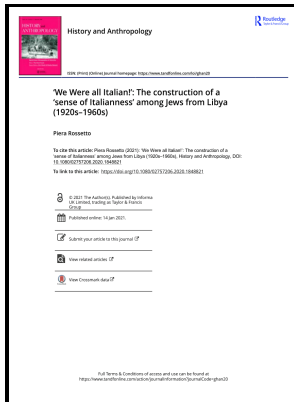 HISTORY AND
ANTHROPOLOGY
History and Anthropology
Routledge
ISSN: (Print) (Online) Journal homepage: https://www.tandfonline.com/loi/ghan20
‘We Were all Italian!’: The construction of a
‘sense of Italianness’ among Jews from Libya
(1920s–1960s)
Piera Rossetto
To cite this article: Piera Rossetto (2021): ‘We Were all Italian!’: The construction of a
‘sense of Italianness’ among Jews from Libya (1920s–1960s), History and Anthropology, DOI:
10.1080/02757206.2020.1848821
To link to this article: https://doi.org/10.1080/02757206.2020.1848821
© 2021 The Author(s). Published by Informa
UK Limited, trading as Taylor & Francis
Group
Published online: 14 Jan 2021.
Submit your article to this journal
View related articles
View Crossmark data
Full Terms & Conditions of access and use can be found at
https://www.tandfonline.com/action/journalInformation?journalCode=ghan20